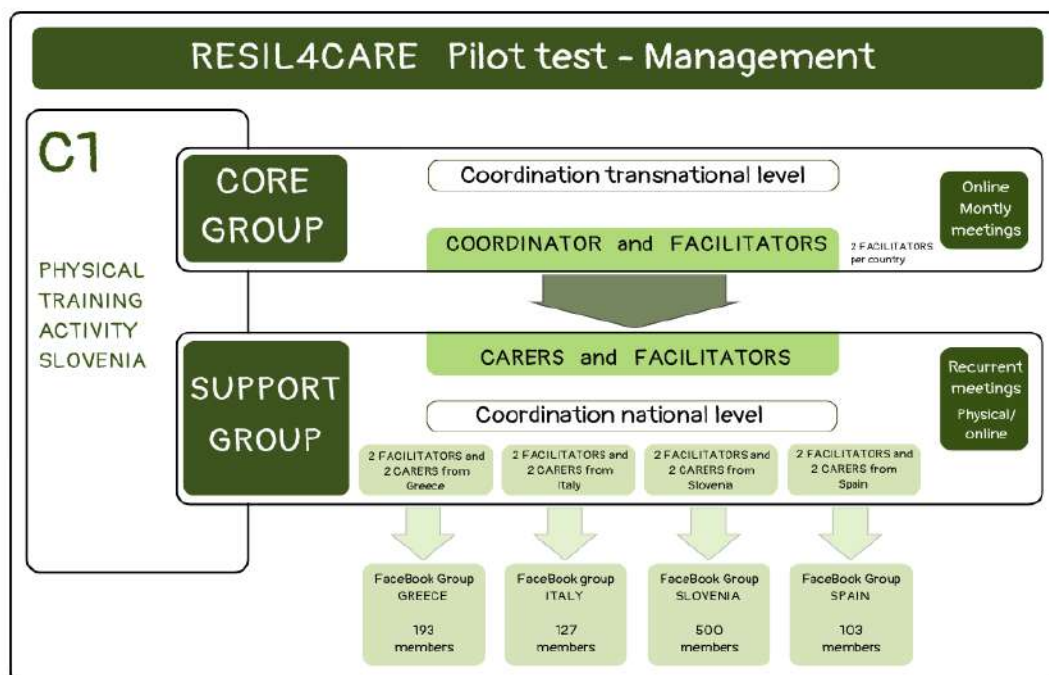 RESIL4CARE Pilot test - Management
C1
PHYSICAL
TRAINING
ACTIVITY
SLOVENIA
CORE
GROUP
Coordination transnational level
COORDINATOR and FACILITATORS
2 FACILITATORS
per country
Online
Montly
meetings
SUPPORT
GROUP
CARERS and FACILITATORS
Coordination national level
Recurrent
meetings
Physical/
online
2 FACILITATORS and
2 CARERS from
Greece
2 FACILITATORS and
2 CARERS from
Italy
2 FACILITATORS and
2 CARERS from
Slovenia
2 FACILITATORS and
2 CARERS from
Spain
FaceBook Group
GREECE
193
members
FaceBook group
ITALY
127
members
FaceBook Group
SLOVENIA
500
members
FaceBook Group
SPAIN
103
members